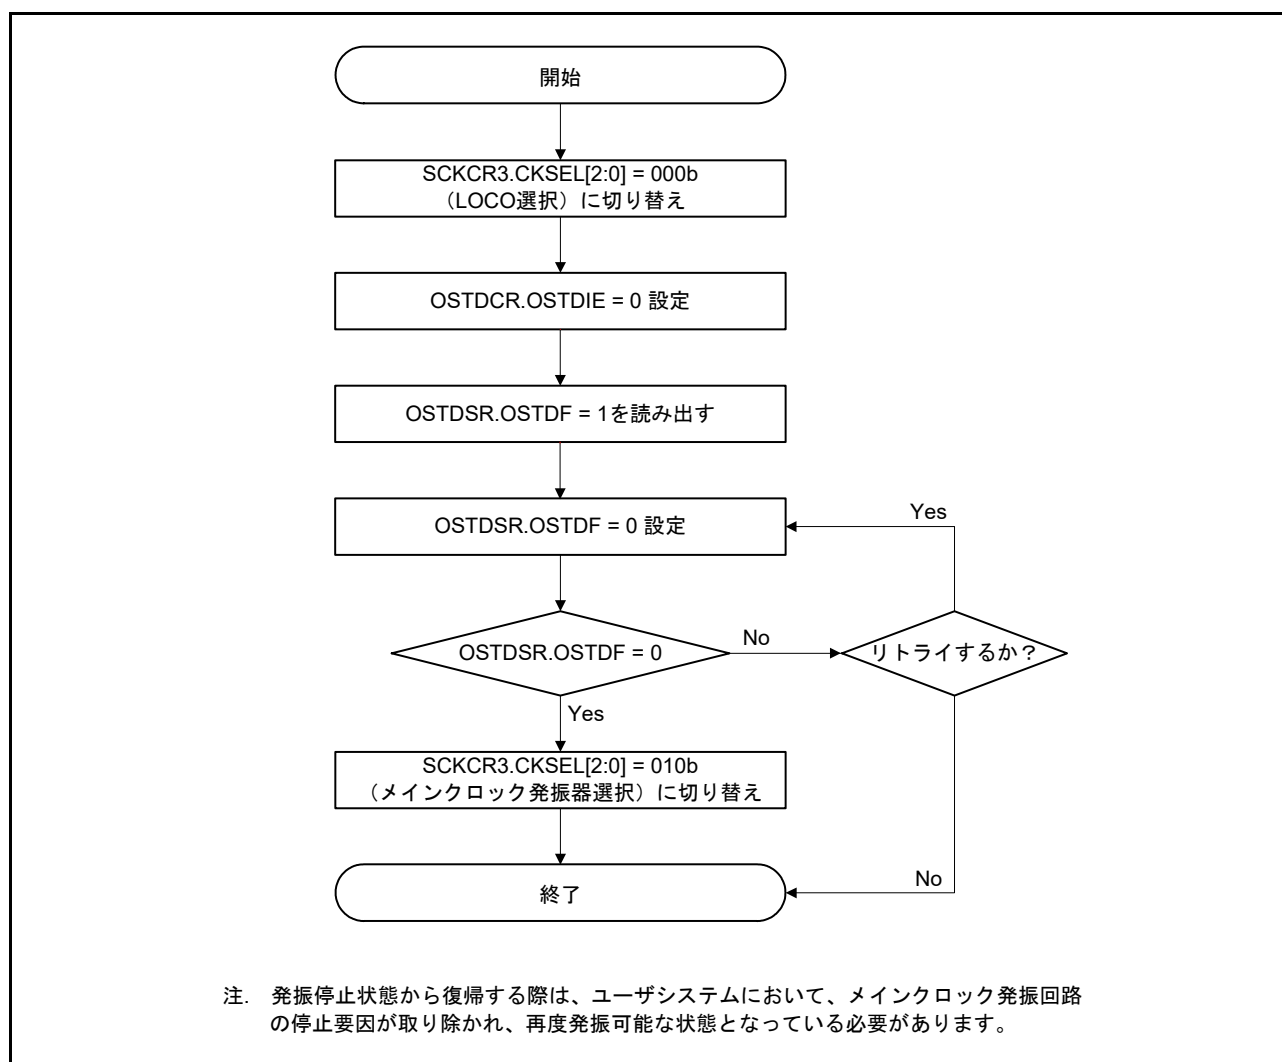 開始
SCKCR3.CKSEL[2:0] = 000b
(LOCO選択)に切り替え
OSTDCR.OSTDIE = 0 設定
OSTDSR.OSTDF = 1を読み出す
OSTDSR.OSTDF = 0 設定
Yes
OSTDSR.OSTDF = 0
No
リトライするか?
Yes
SCKCR3.CKSEL[2:0] = 010b
(メインクロック発振器選択)に切り替え
終了
No
注. 発振停止状態から復帰する際は、ユーザシステムにおいて、メインクロック発振回路
の停止要因が取り除かれ、再度発振可能な状態となっている必要があります。